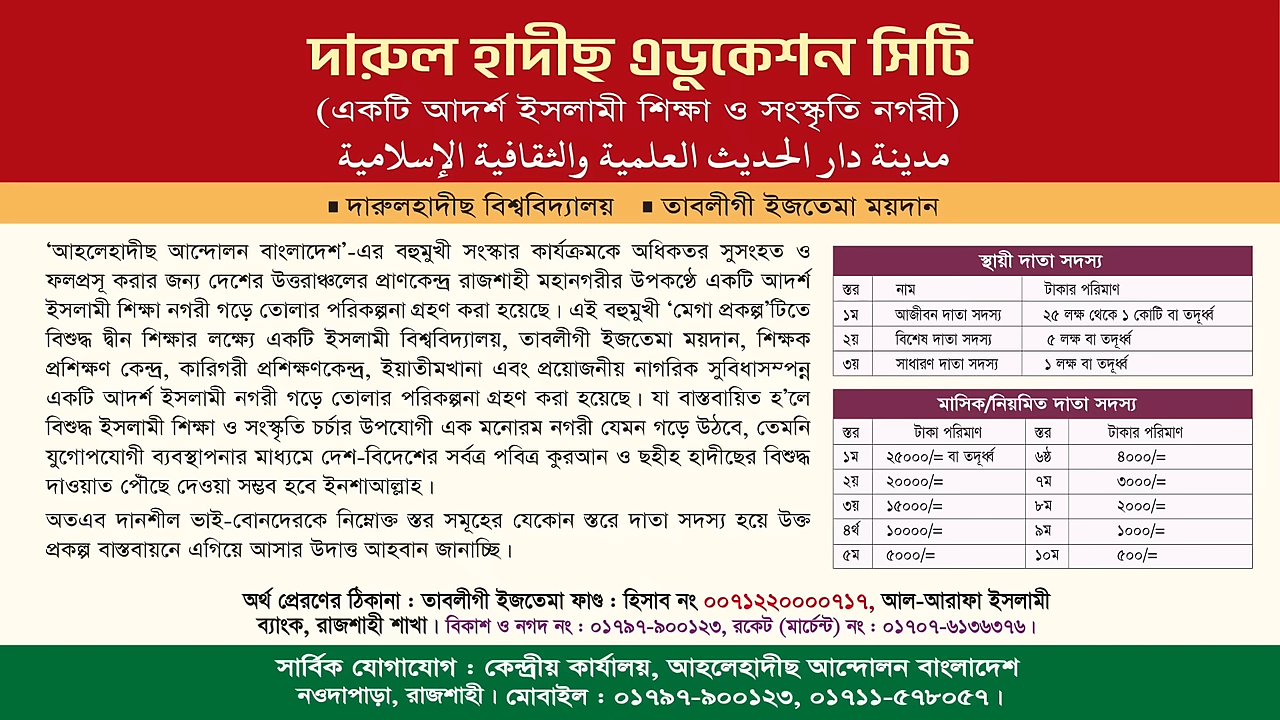 দারুল হাদীছ এডুকেশন সিটি
(একটি আদর্শ ইসলামী শিক্ষা ও সংস্কৃতি নগরী)
مدينة دار الحديث العلمية والثقافية الإسلامية
■ দারুলহাদীছ বিশ্ববিদ্যালয় ■ তাবলীগী ইজতেমা ময়দান
‘আহলেহাদীছ আন্দোলন বাংলাদেশ’-এর বহুমুখী সংস্কার কার্যক্রমকে অধিকতর সুসংহত ও
ফলপ্রসূ করার জন্য দেশের উত্তরাঞ্চলের প্রাণকেন্দ্র রাজশাহী মহানগরীর উপকণ্ঠে একটি আদর্শ
ইসলামী শিক্ষা নগরী গড়ে তোলার পরিকল্পনা গ্রহণ করা হয়েছে। এই বহুমুখী ‘মেগা প্রকল্প’টিতে
বিশুদ্ধ দ্বীন শিক্ষার লক্ষ্যে একটি ইসলামী বিশ্ববিদ্যালয়, তাবলীগী ইজতেমা ময়দান, শিক্ষক
প্রশিক্ষণ কেন্দ্র, কারিগরী প্রশিক্ষণকেন্দ্র, ইয়াতীমখানা এবং প্রয়োজনীয় নাগরিক সুবিধাসম্পন্ন
একটি আদর্শ ইসলামী নগরী গড়ে তোলার পরিকল্পনা গ্রহণ করা হয়েছে। যা বাস্তবায়িত হ’লে
বিশুদ্ধ ইসলামী শিক্ষা ও সংস্কৃতি চর্চার উপযোগী এক মনোরম নগরী যেমন গড়ে উঠবে, তেমনি
যুগোপযোগী ব্যবস্থাপনার মাধ্যমে দেশ-বিদেশের সর্বত্র পবিত্র কুরআন ও ছহীহ হাদীছের বিশুদ্ধ
দাওয়াত পৌঁছে দেওয়া সম্ভব হবে ইনশাআল্লাহ।
অতএব দানশীল ভাই-বোনদেরকে নিম্নোক্ত স্তর সমূহের যেকোন স্তরে দাতা সদস্য হয়ে উক্ত
প্রকল্প বাস্তবায়নে এগিয়ে আসার উদাত্ত আহবান জানাচ্ছি।
স্থায়ী দাতা সদস্য
স্তর নাম টাকার পরিমাণ
১ম আজীবন দাতা সদস্য ২৫ লক্ষ থেকে ১ কোটি বা তদূর্ধ্ব
২য় বিশেষ দাতা সদস্য ৫ লক্ষ বা তদূর্ধ্ব
৩য় সাধারণ দাতা সদস্য ১ লক্ষ বা তদূর্ধ্ব
মাসিক/নিয়মিত দাতা সদস্য
স্তর টাকা পরিমাণ স্তর টাকার পরিমাণ
১ম ২৫০০০/= বা তদূর্ধ্ব ৬ষ্ঠ ৪০০০/=
২য় ২০০০০/= ৭ম ৩০০০/=
৩য় ১৫০০০/= ৮ম ২০০০/=
৪র্থ ১০০০০/= ৯ম ১০০০/=
৫ম ৫০০০/= ১০ম ৫০০/=
অর্থ প্রেরণের ঠিকানা : তাবলীগী ইজতেমা ফাণ্ড : হিসাব নং ০০৭১২২০০০০৭১৭, আল-আরাফা ইসলামী
ব্যাংক, রাজশাহী শাখা। বিকাশ ও নগদ নং : ০১৭৯৭-৯০০১২৩, রকেট (মার্চেন্ট) নং : ০১৭০৭-৬১৩৬৩৭৬।
সার্বিক যোগাযোগ : কেন্দ্রীয় কার্যালয়, আহলেহাদীছ আন্দোলন বাংলাদেশ
নওদাপাড়া, রাজশাহী। মোবাইল : ০১৭৯৭-৯০০১২৩, ০১৭১১-৫৭৮০৫৭।